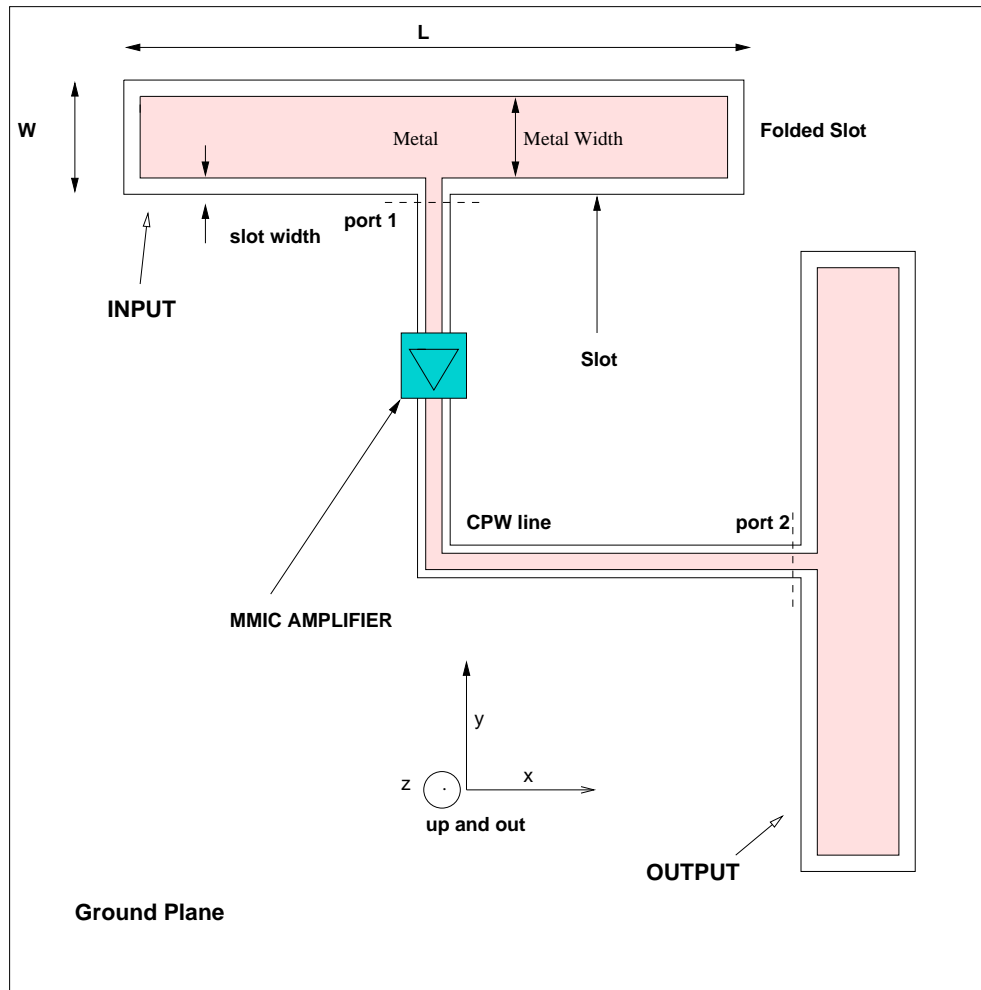 L
W
Metal
Metal Width
Folded Slot
port 1
slot width
INPUT
Slot
CPW line
port 2
MMIC AMPLIFIER
y
z
x
up and out
OUTPUT
Ground Plane